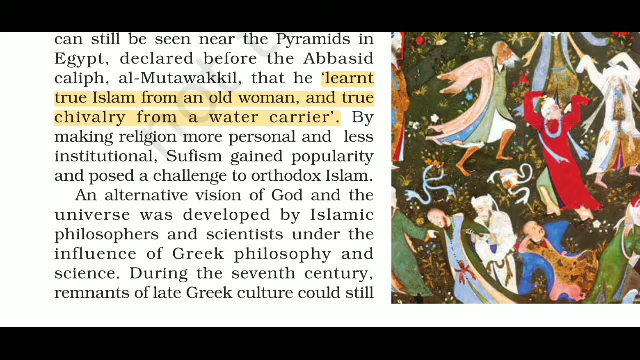 can still be seen near the Pyramids in
Egypt, declared before the Abbasid
caliph, al-Mutawakkil, that he 'learnt
true Islam from an old woman, and true
chivalry from a water carrier'. By
making religion more personal and less
institutional, Sufism gained popularity
and posed a challenge to orthodox Islam.
An alternative vision of God and the
universe was developed by Islamic
philosophers and scientists under the
influence of Greek philosophy and
science. During the seventh century,
remnants of late Greek culture could still